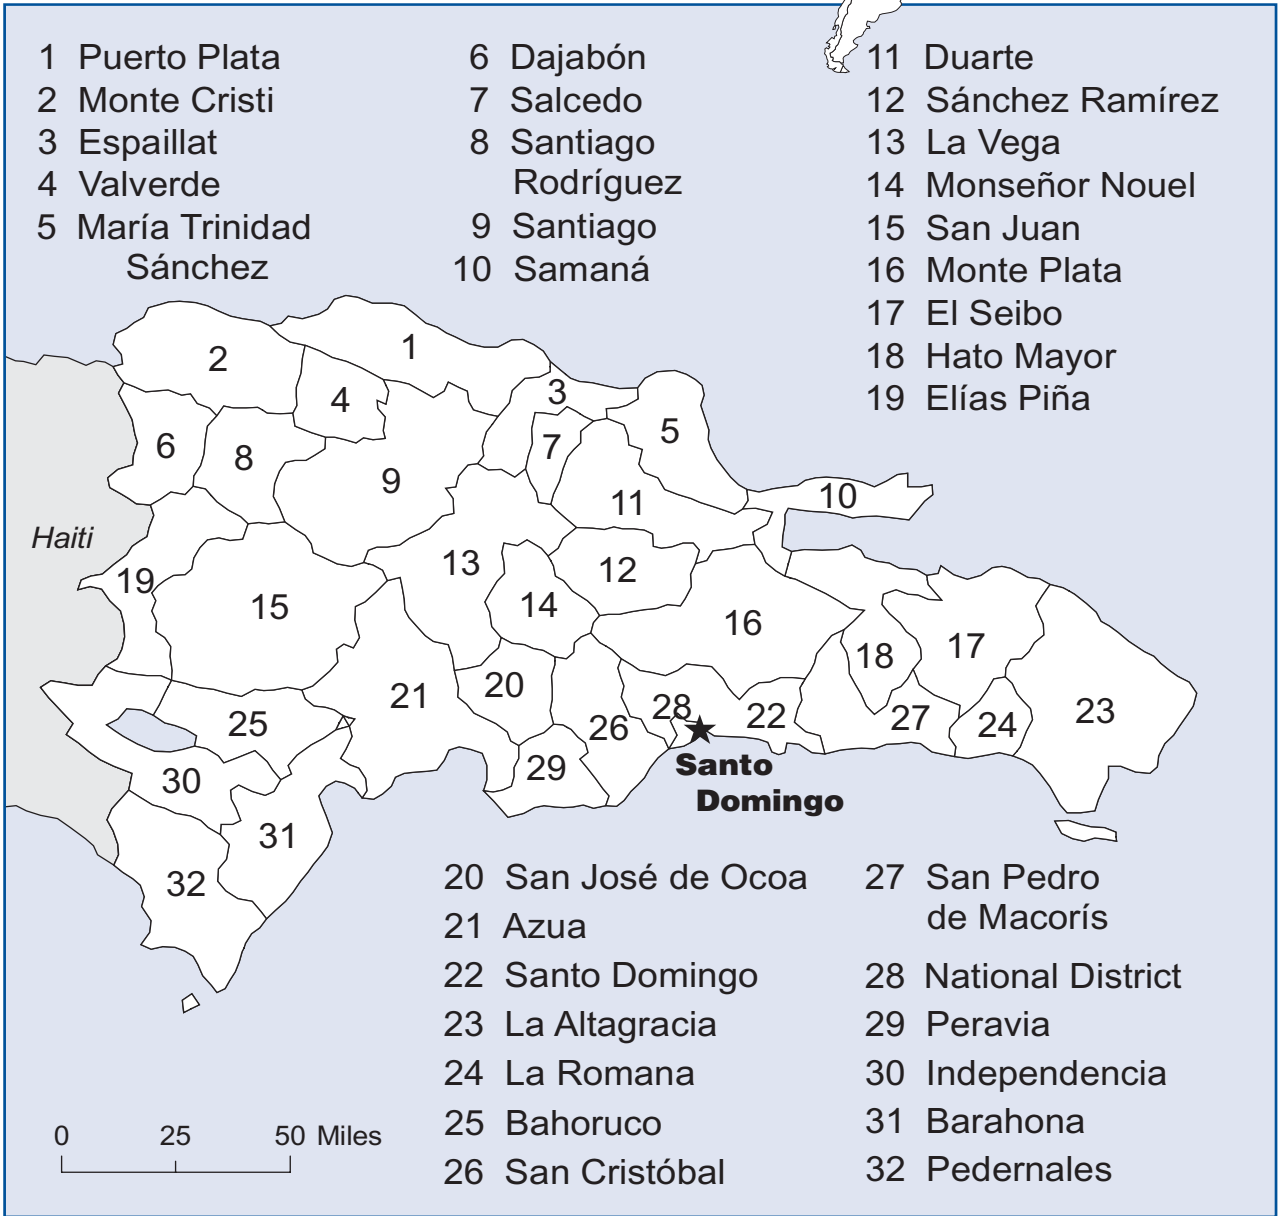 1 Puerto Plata
2 Monte Cristi
3 Espaillat
4 Valverde
5 María Trinidad
Sánchez
6 Dajabón
7 Salcedo
8 Santiago
Rodríguez
9 Santiago
10 Samaná
11 Duarte
12 Sánchez Ramírez
13 La Vega
14 Monseñor Nouel
15 San Juan
16 Monte Plata
17 El Seibo
18 Hato Mayor
19 Elías Piña
1
2
3
4
5
6
7
8
9
10
11
Haiti
12
13
14
15
16
17
18
19
20
21
22
23
24
25
26
27
28
Santo
Domingo
29
30
31
32
20 San José de Ocoa
21 Azua
22 Santo Domingo
23 La Altagracia
24 La Romana
25 Bahoruco
26 San Cristóbal
27 San Pedro
de Macorís
28 National District
29 Peravia
30 Independencia
31 Barahona
32 Pedernales
0 25 50 Miles